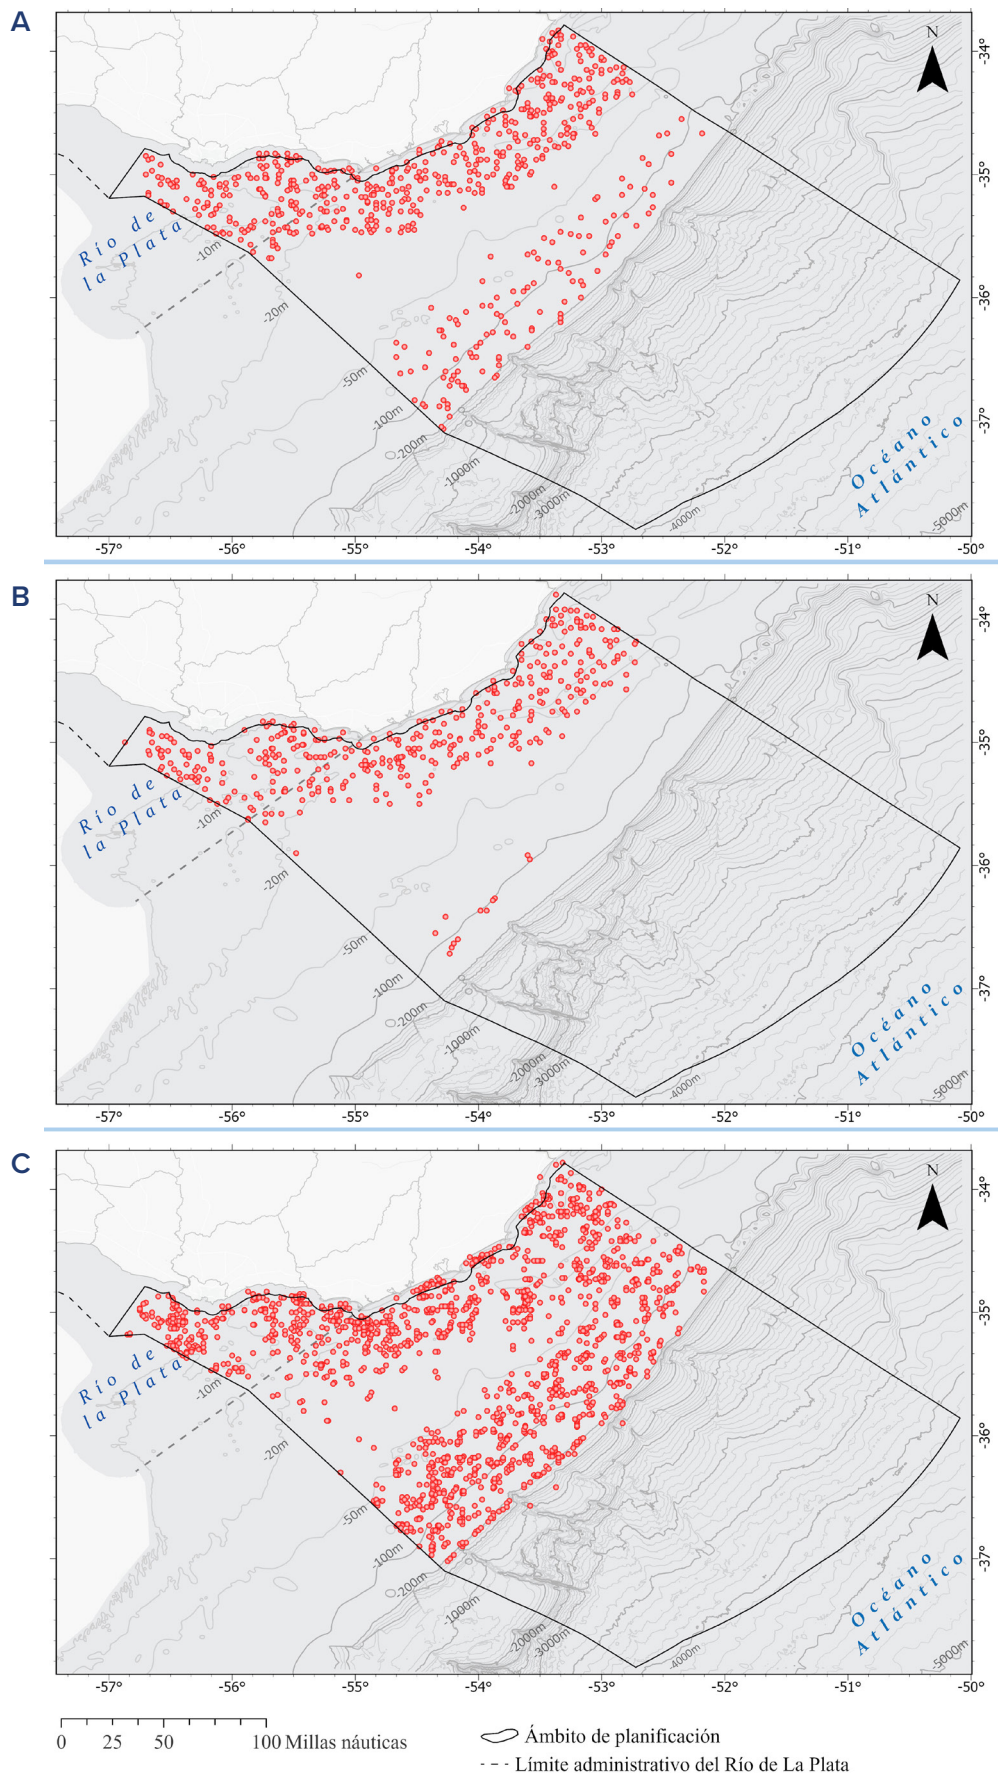 A
N
-34°
-35°
-36°
-37°
Río de
la Plata
-10m
-20m
-50m
-100m
-200m
-1000m
-2000m
-3000m
-4000m
-5000m
Océano
Atlántico
-57°
-56°
-55°
-54°
-53°
-52°
-51°
-50°
B
N
-34°
-35°
-36°
-37°
Río de
la Plata
-10m
-20m
-50m
-100m
-200m
-1000m
-2000m
-3000m
-4000m
-5000m
Océano
Atlántico
-57°
-56°
-55°
-54°
-53°
-52°
-51°
-50°
C
N
-34°
-35°
-36°
-37°
Río de
la Plata
-10m
-20m
-50m
-100m
-200m
-1000m
-2000m
-3000m
-4000m
-5000m
Océano
Atlántico
-57°
-56°
-55°
-54°
-53°
-52°
-51°
-50°
0 25 50 100 Millas náuticas
Ámbito de planificación
Límite administrativo del Río de La Plata